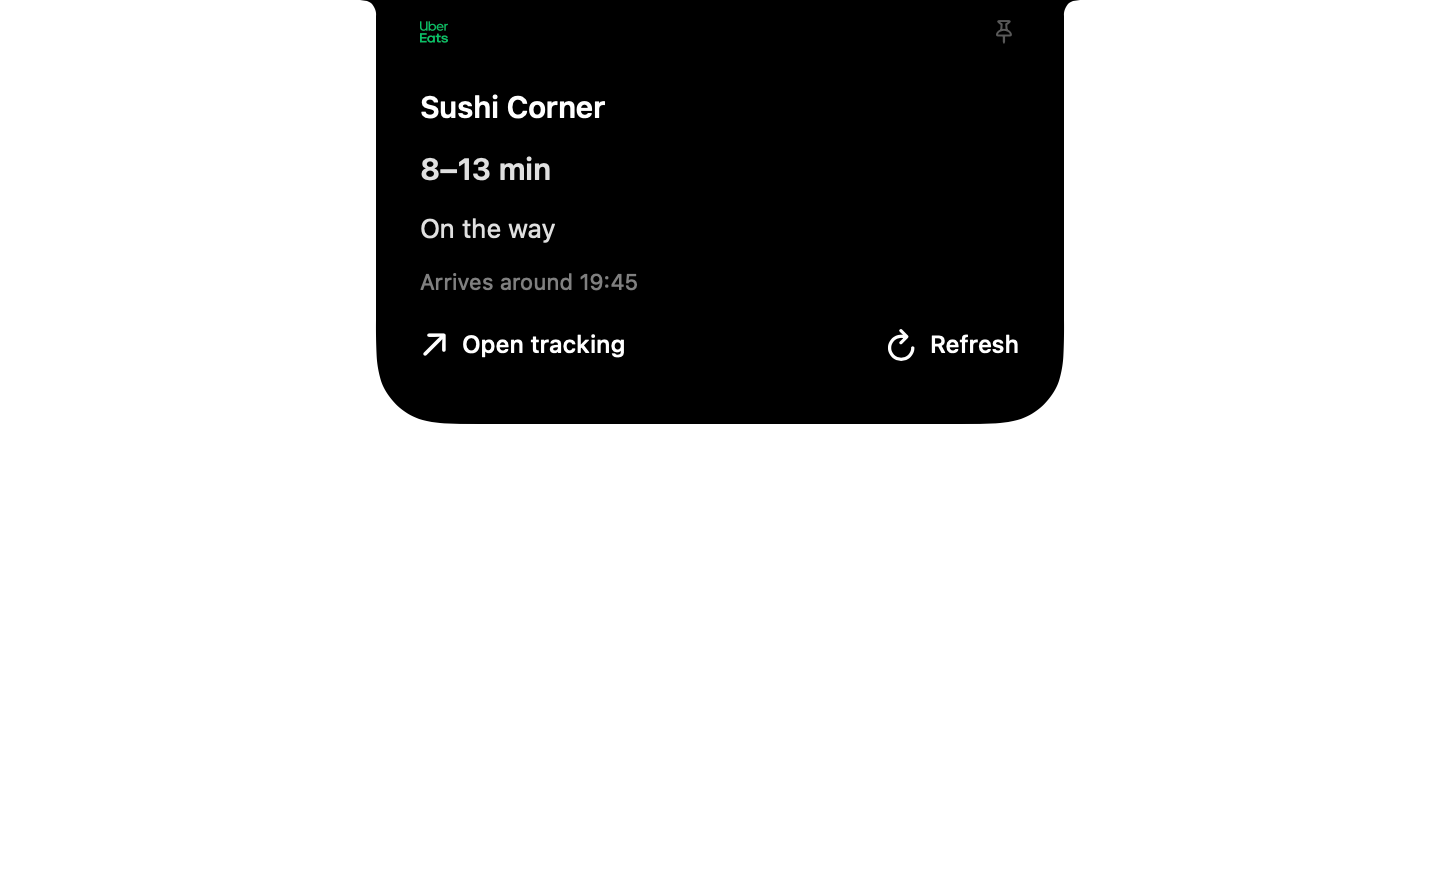 Uber
Eats
Sushi Corner
8–13 min
On the way
Arrives around 19:45
Open tracking
Refresh